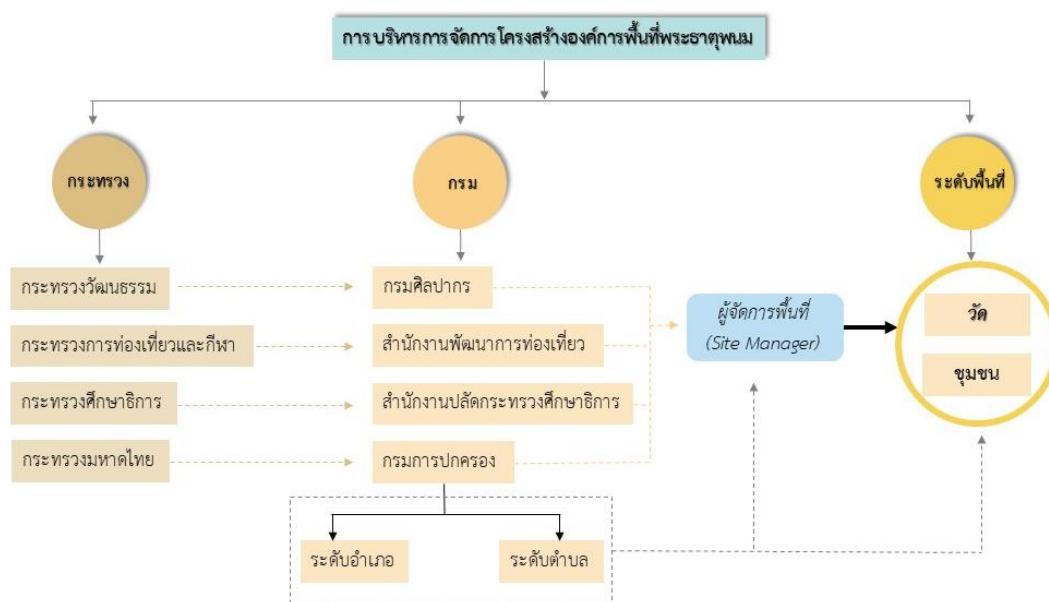 การบริหารการจัดการโครงสร้างองค์การพื้นที่พระธาตุพนม
กระทรวง
กรม
ระดับพื้นที่
กระทรวงวัฒนธรรม
กรมศิลปากร
กระทรวงการท่องเที่ยวและกีฬา
สำนักงานพัฒนาการท่องเที่ยว
กระทรวงศึกษาธิการ
สำนักงานปลัดกระทรวงศึกษาธิการ
กระทรวงมหาดไทย
กรมการปกครอง
ระดับอำเภอ
ระดับตำบล
ผู้จัดการพื้นที่
(Site Manager)
วัด
ชุมชน